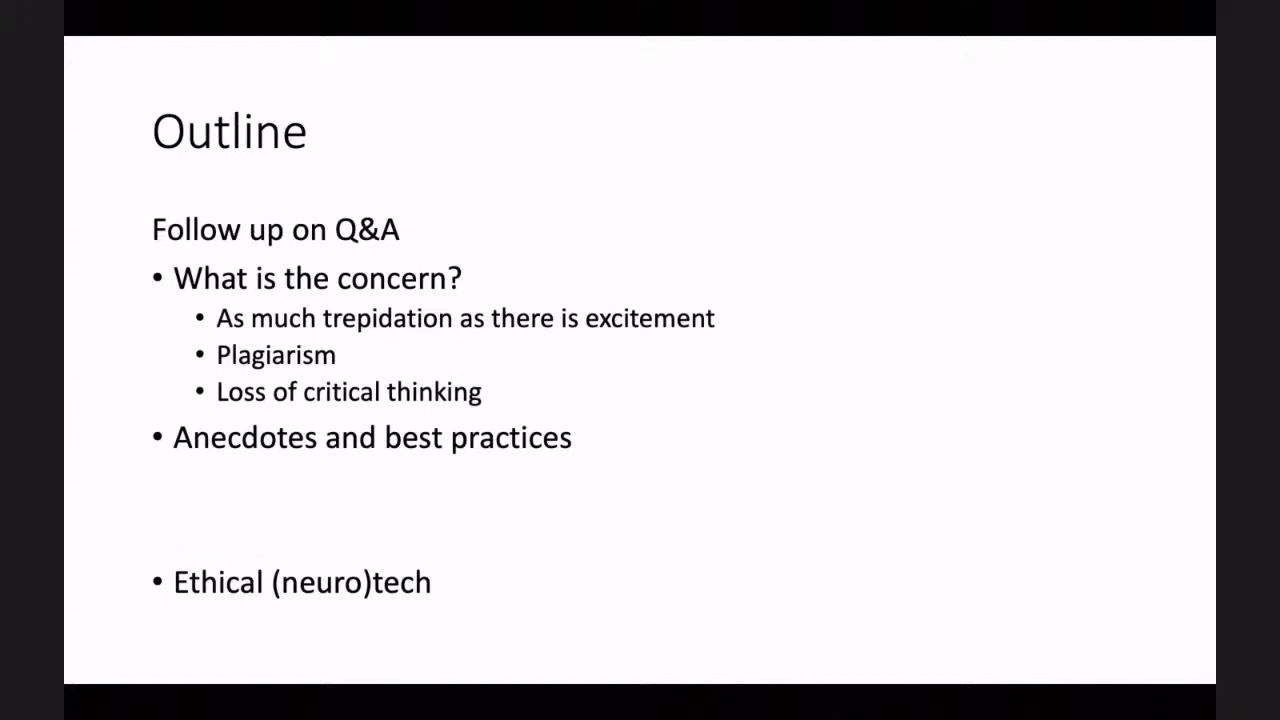 Outline
Follow up on Q&A
• What is the concern?
• As much trepidation as there is excitement
• Plagiarism
• Loss of critical thinking
• Anecdotes and best practices
• Ethical (neuro)tech